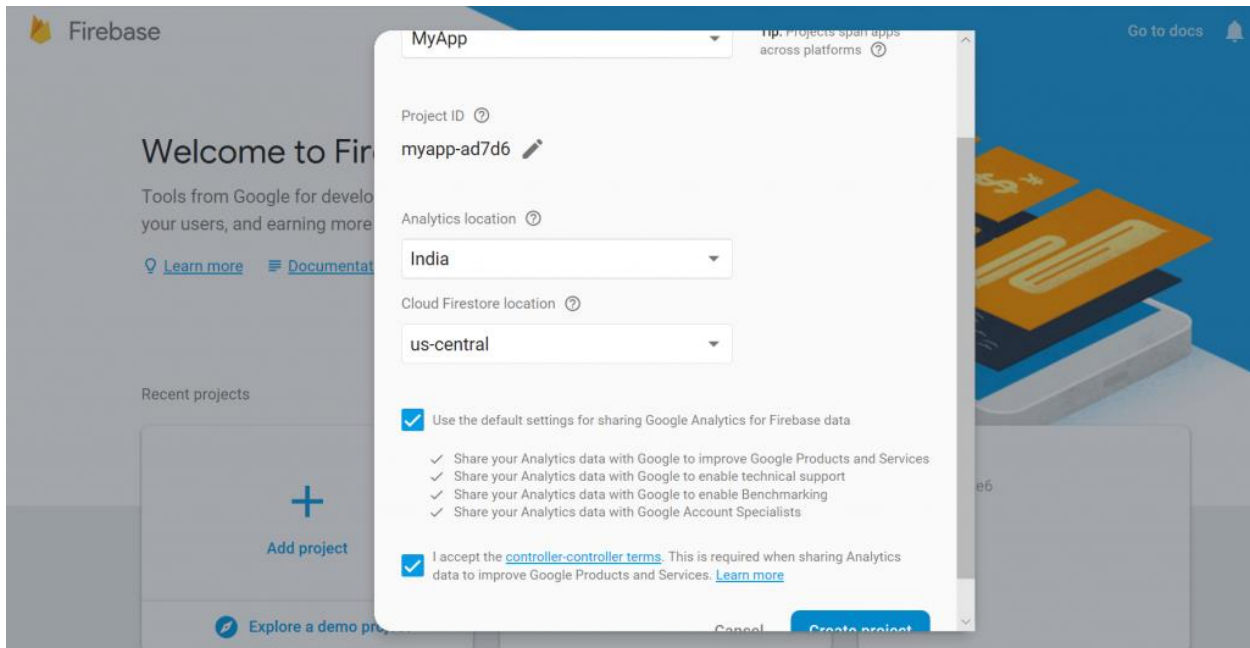 Firebase
Go to docs
MyApp
Tip: Projects span apps
across platforms
Project ID
myapp-ad7d6
Welcome to Fir
Tools from Google for develo
your users, and earning more
Analytics location
India
Learn more
Documentat
Cloud Firestore location
us-central
Recent projects
Use the default settings for sharing Google Analytics for Firebase data
Share your Analytics data with Google to improve Google Products and Services
Share your Analytics data with Google to enable technical support
Share your Analytics data with Google to enable Benchmarking
Share your Analytics data with Google Account Specialists
e6
Add project
I accept the controller-controller terms. This is required when sharing Analytics
data to improve Google Products and Services. Learn more
Explore a demo pro
Cancel
Create project